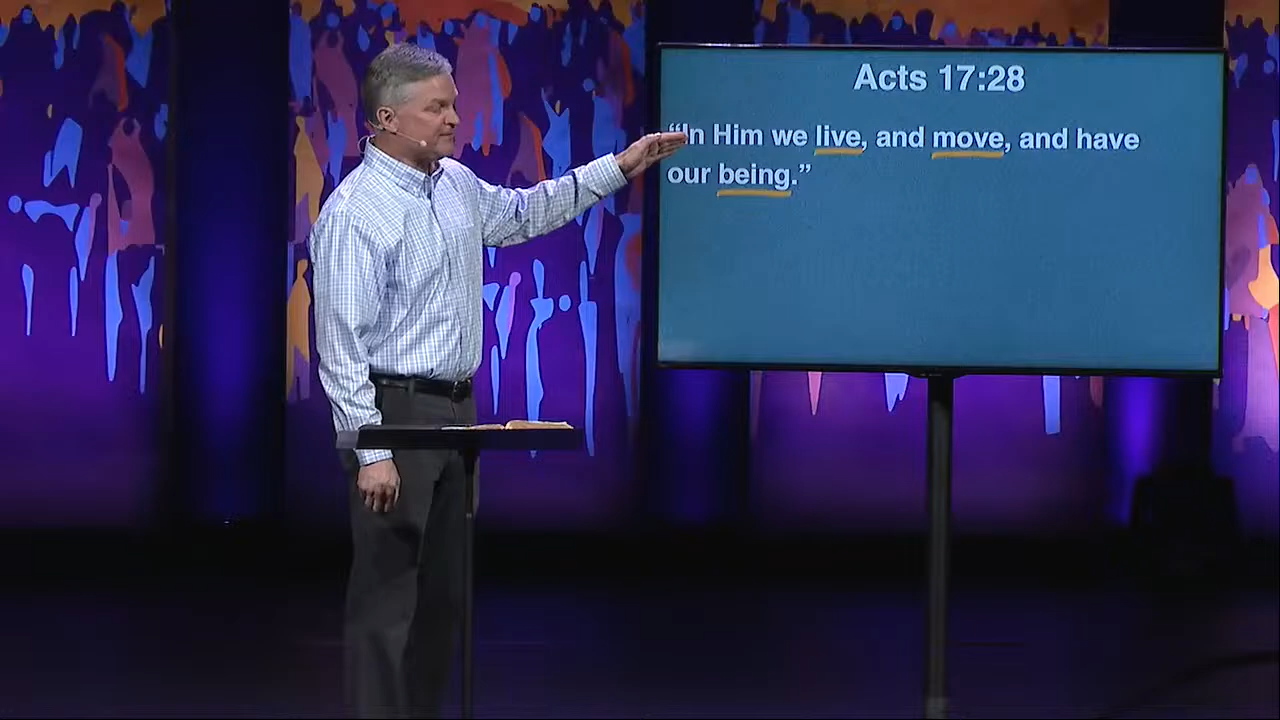 Acts 17:28
“In Him we live, and move, and have
our being.”